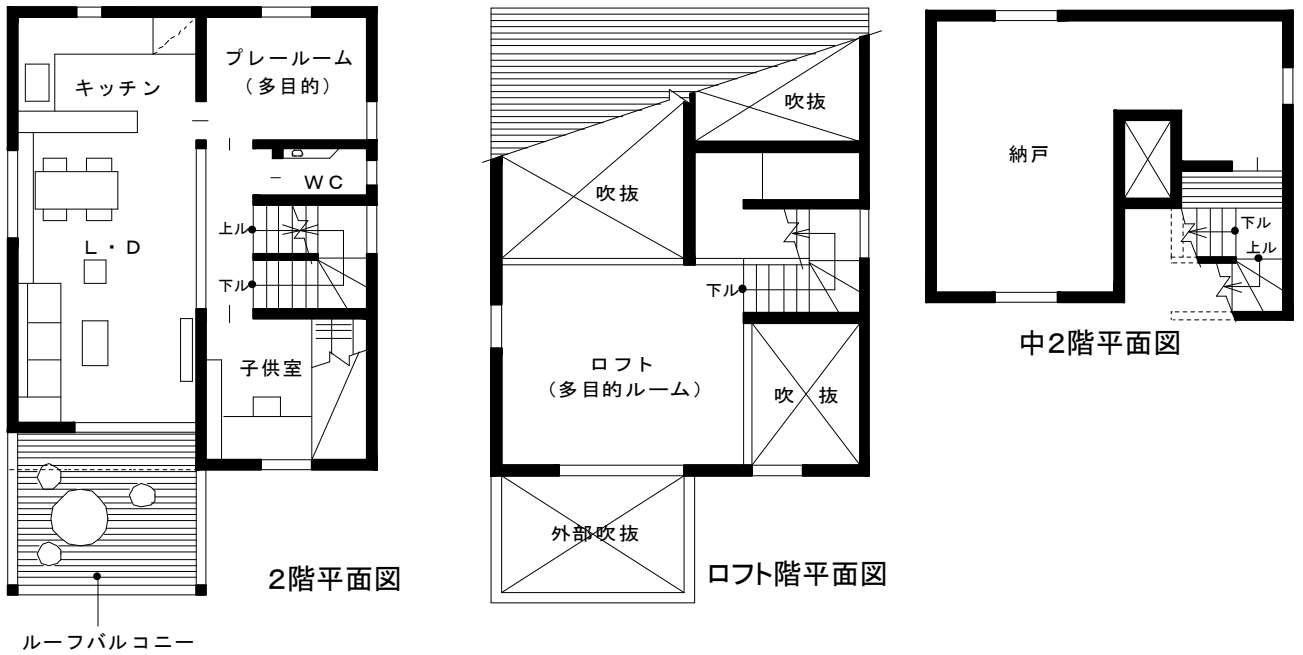 キッチン
プレールーム
（多目的）
WC
L・D
上ル
下ル
子供室
2階平面図
ルーフバルコニー
吹抜
吹抜
下ル
ロフト
（多目的ルーム）
吹抜
外部吹抜
ロフト階平面図
納戸
下ル
上ル
中2階平面図